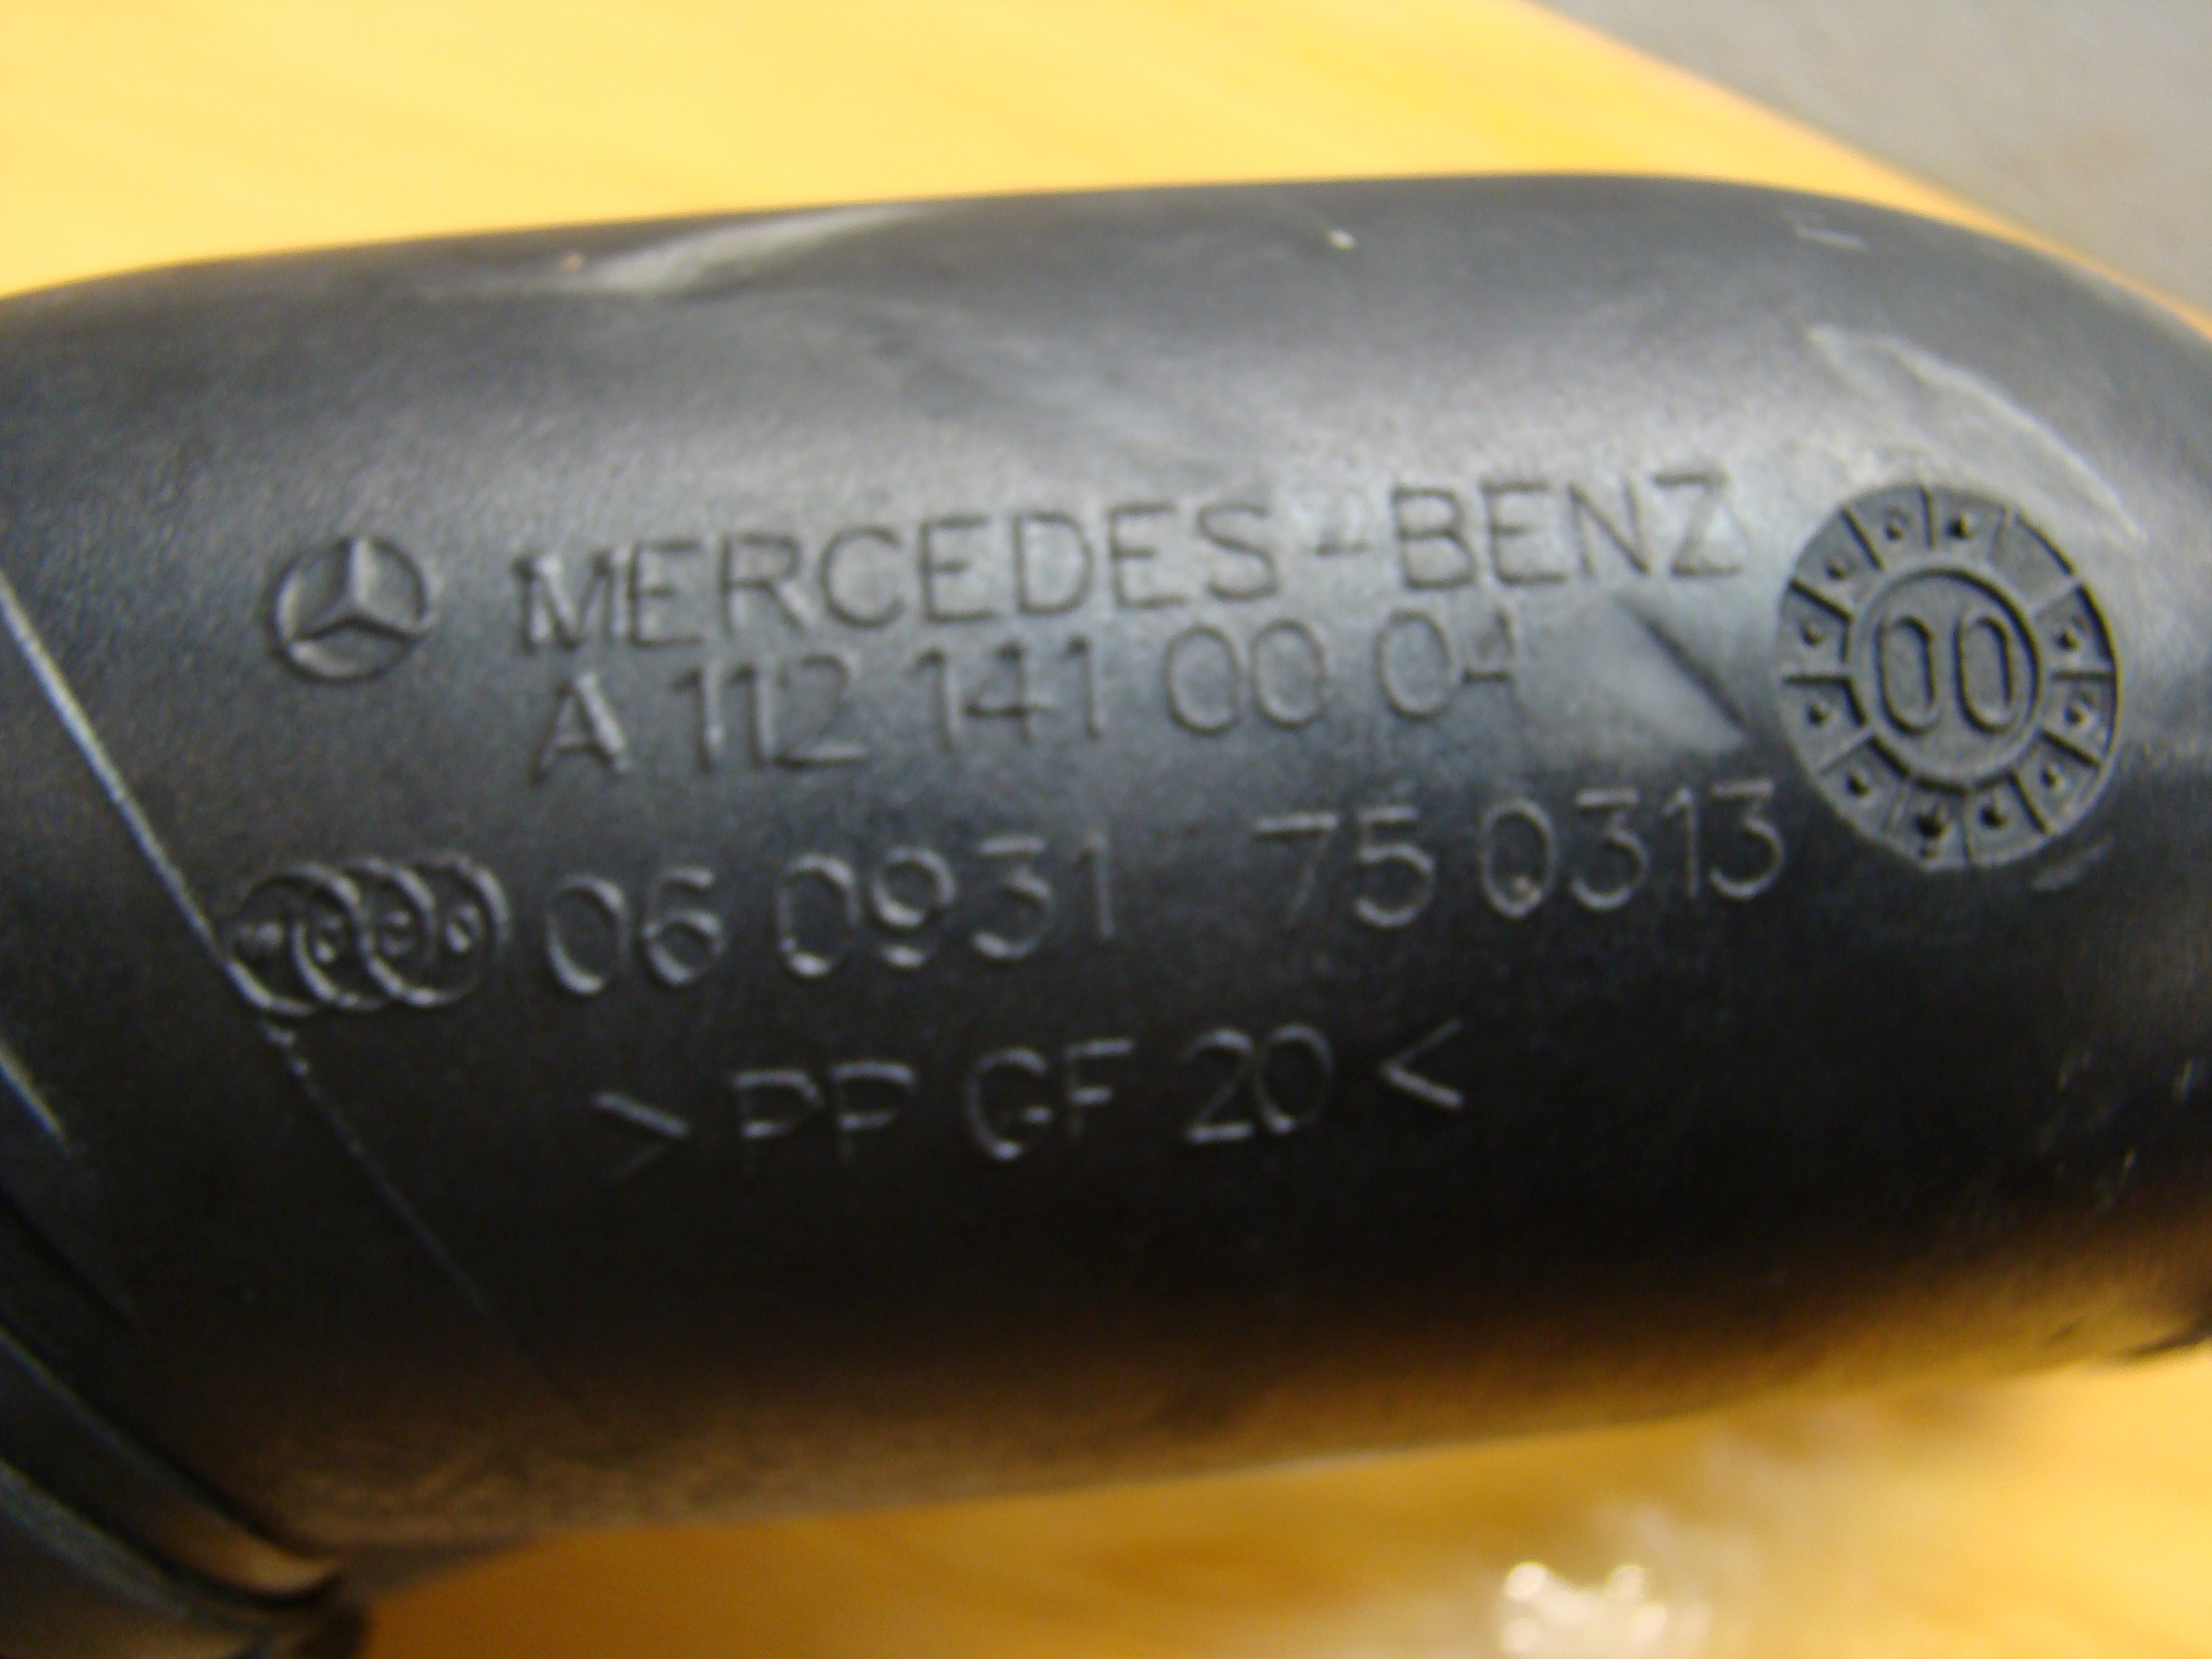 MERCEDES-BENZ
A 112 141 00 04
00
06 0931 75 0313
>PP GF 20<